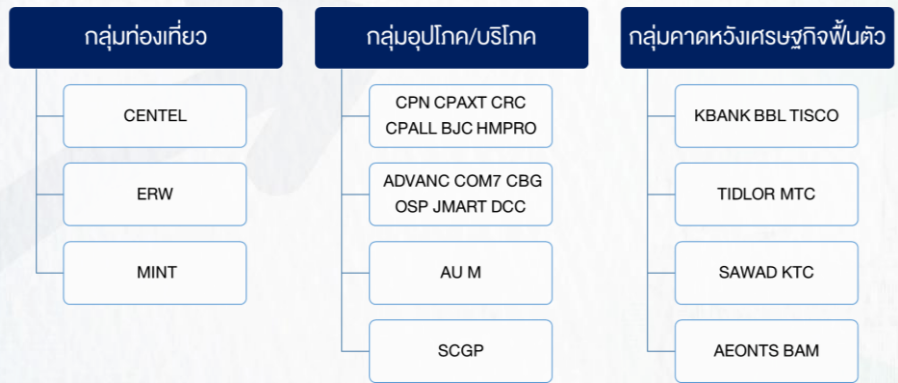 กลุ่มท่องเที่ยว
CENTEL
ERW
MINT
กลุ่มอุปโภค/บริโภค
CPN CPAXT CRC
CPALL BJC HMPRO
ADVANC COM7 CBG
OSP JMART DCC
AU M
SCGP
กลุ่มคาดหวังเศรษฐกิจฟื้นตัว
KBANK BBL TISCO
TIDLOR MTC
SAWAD KTC
AEONTS BAM